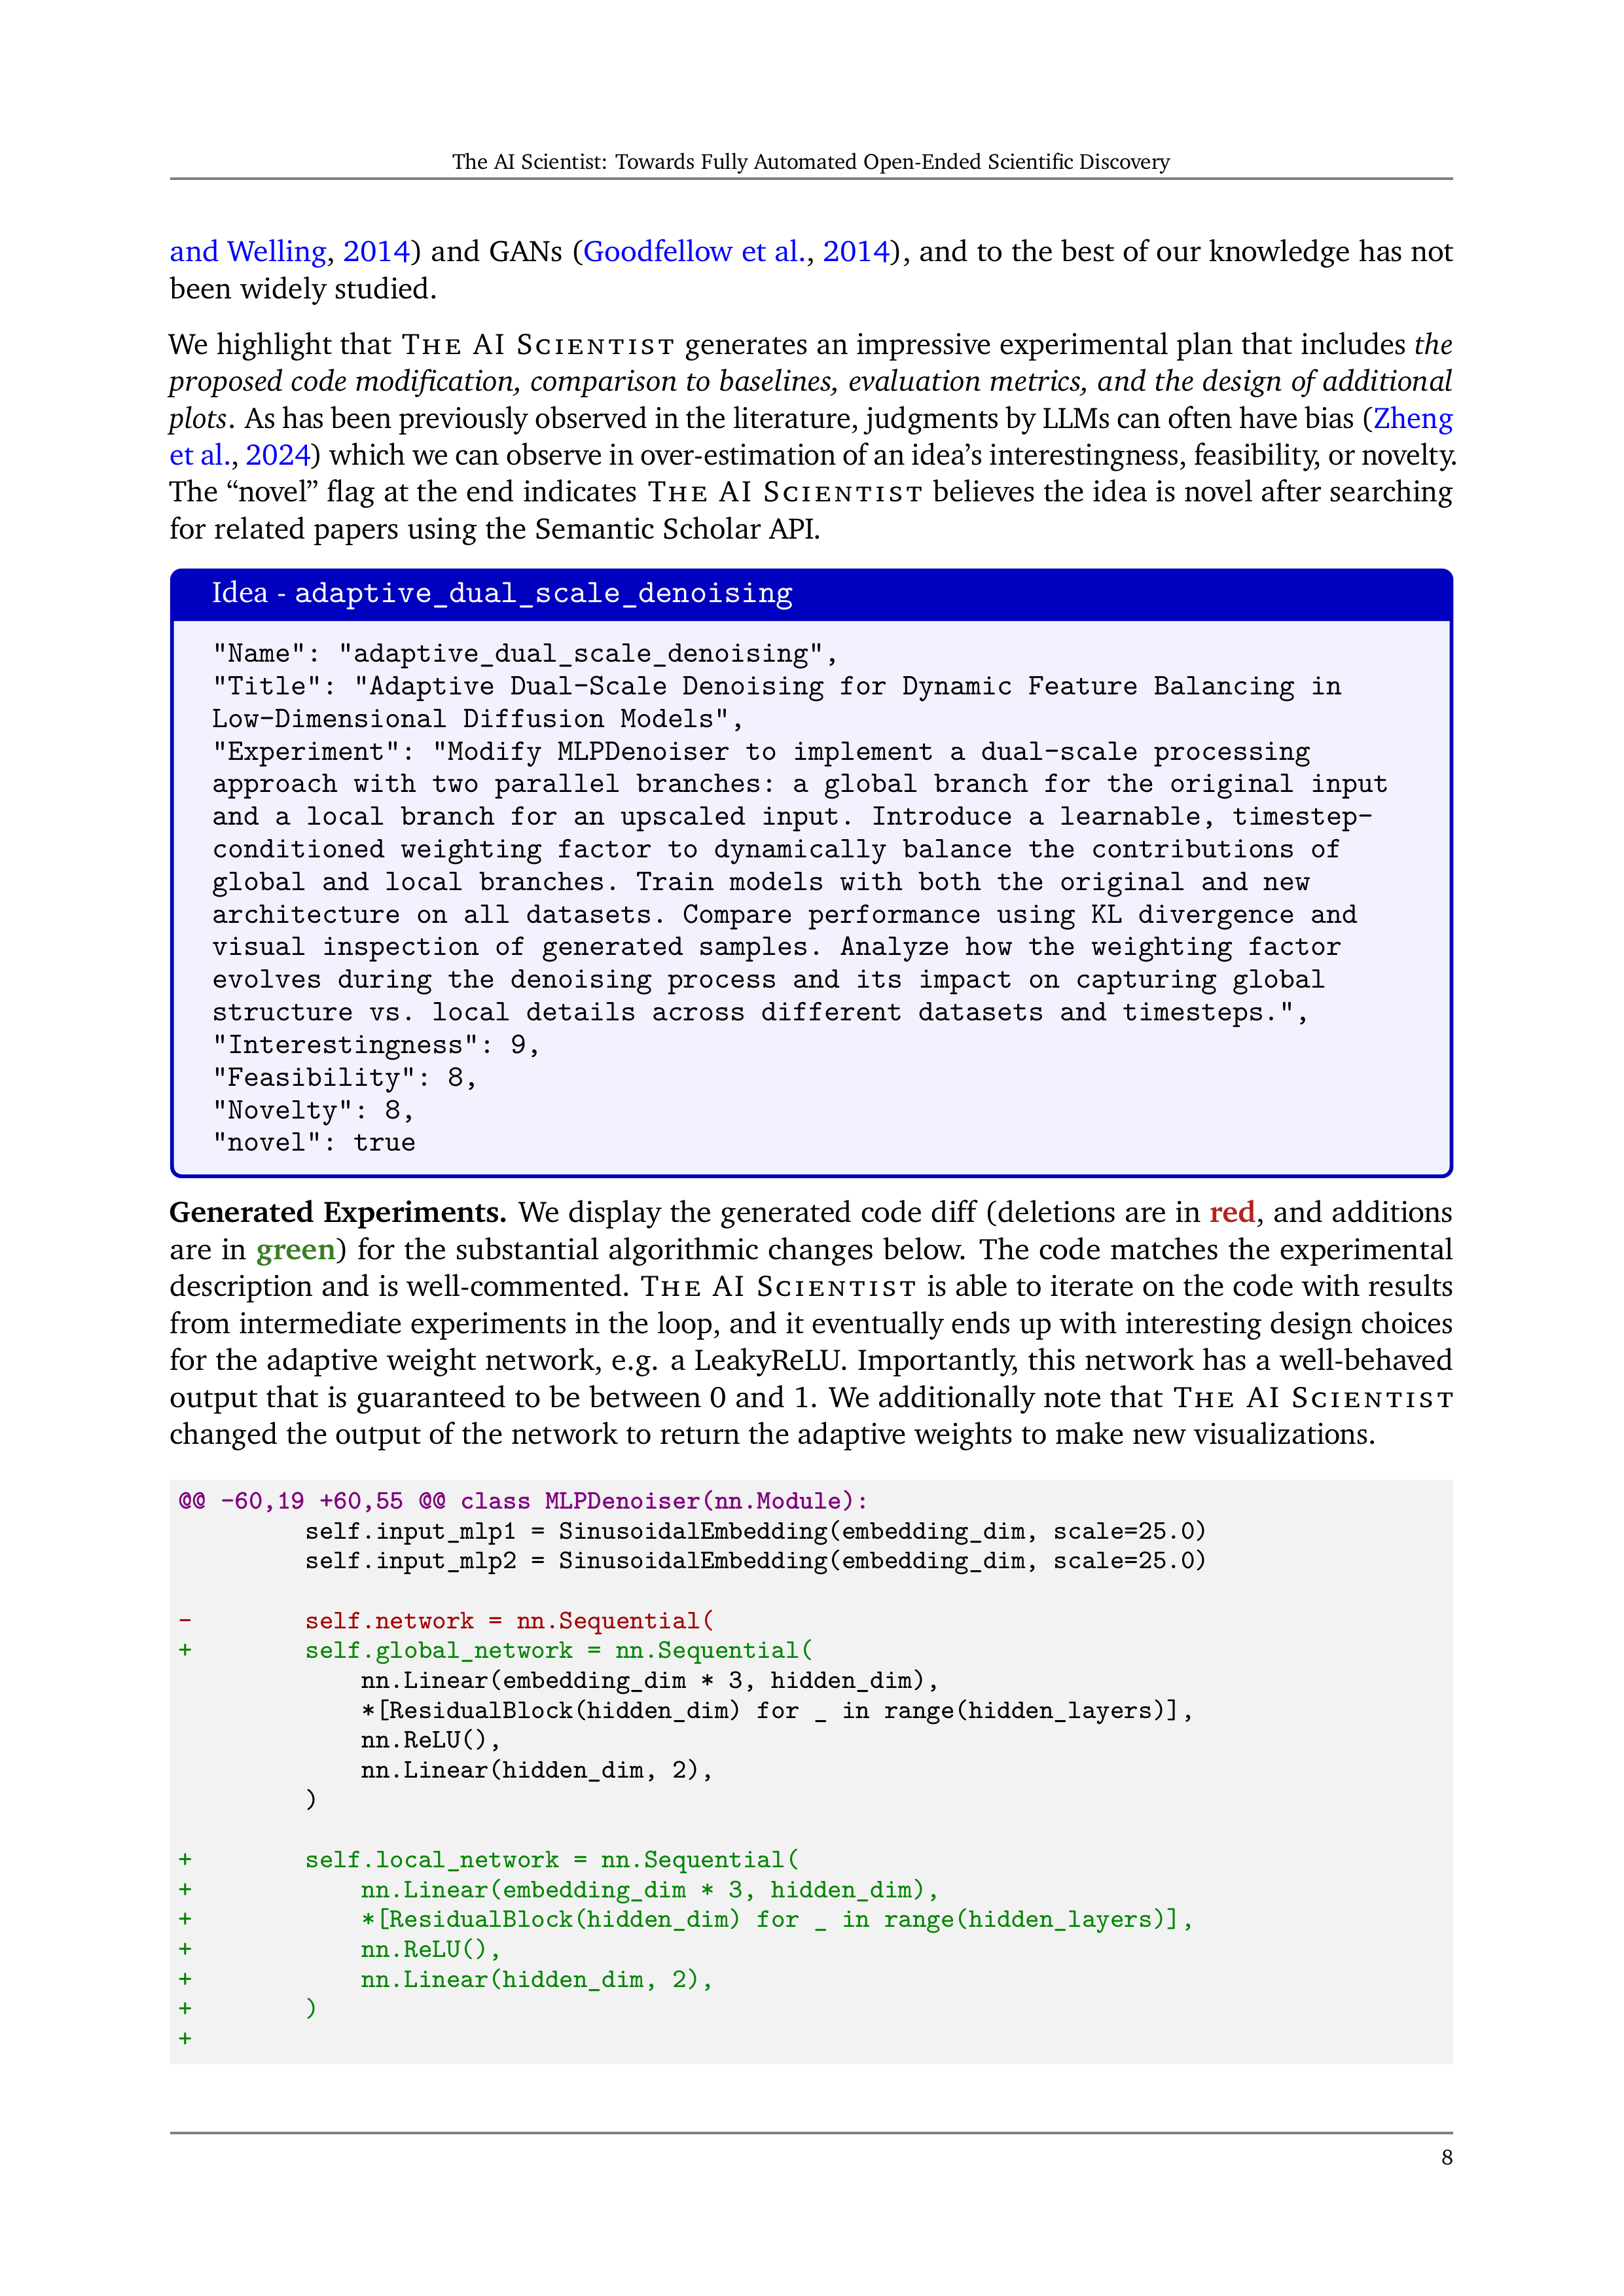 The AI Scientist: Towards Fully Automated Open-Ended Scientific Discovery
and Welling, 2014) and GANs (Goodfellow et al., 2014), and to the best of our knowledge has not
been widely studied.
We highlight that THE AI SCIENTIST generates an impressive experimental plan that includes the
proposed code modification, comparison to baselines, evaluation metrics, and the design of additional
plots. As has been previously observed in the literature, judgments by LLMs can often have bias (Zheng
et al., 2024) which we can observe in over-estimation of an idea's interestingness, feasibility, or novelty.
The “novel” flag at the end indicates THE AI SCIENTIST believes the idea is novel after searching
for related papers using the Semantic Scholar API.
Idea - adaptive_dual_scale_denoising
"Name": "adaptive_dual_scale_denoising",
"Title": "Adaptive Dual-Scale Denoising for Dynamic Feature Balancing in
Low-Dimensional Diffusion Models",
"Experiment": "Modify MLPDenoiser to implement a dual-scale processing
approach with two parallel branches: a global branch for the original input
and a local branch for an upscaled input. Introduce a learnable, timestep-
conditioned weighting factor to dynamically balance the contributions of
global and local branches. Train models with both the original and new
architecture on all datasets. Compare performance using KL divergence and
visual inspection of generated samples. Analyze how the weighting factor
evolves during the denoising process and its impact on capturing global
structure vs. local details across different datasets and timesteps.",
"Interestingness": 9,
"Feasibility": 8,
"Novelty": 8,
"novel": true
Generated Experiments. We display the generated code diff (deletions are in red, and additions
are in green) for the substantial algorithmic changes below. The code matches the experimental
description and is well-commented. THE AI SCIENTIST is able to iterate on the code with results
from intermediate experiments in the loop, and it eventually ends up with interesting design choices
for the adaptive weight network, e.g. a LeakyReLU. Importantly, this network has a well-behaved
output that is guaranteed to be between 0 and 1. We additionally note that THE AI SCIENTIST
changed the output of the network to return the adaptive weights to make new visualizations.
@@ -60,19 +60,55 @@ class MLPDenoiser(nn.Module):
        self.input_mlp1 = SinusoidalEmbedding(embedding_dim, scale=25.0)
        self.input_mlp2 = SinusoidalEmbedding(embedding_dim, scale=25.0)
-        self.network = nn.Sequential(
+        self.global_network = nn.Sequential(
            nn.Linear(embedding_dim * 3, hidden_dim),
            *[ResidualBlock(hidden_dim) for _ in range(hidden_layers)],
            nn.ReLU(),
            nn.Linear(hidden_dim, 2),
        )
+        self.local_network = nn.Sequential(
+            nn.Linear(embedding_dim * 3, hidden_dim),
+            *[ResidualBlock(hidden_dim) for _ in range(hidden_layers)],
+            nn.ReLU(),
+            nn.Linear(hidden_dim, 2),
+        )
+
8